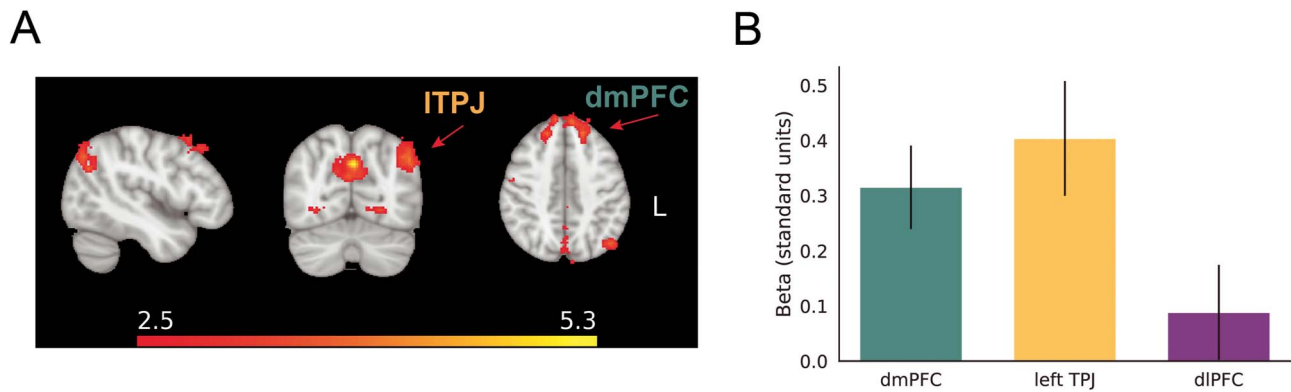 A
lTPJ
dmPFC
L
2.5
5.3
B
Beta (standard units)
0.5
0.4
0.3
0.2
0.1
0.0
dmPFC
left TPJ
dlPFC